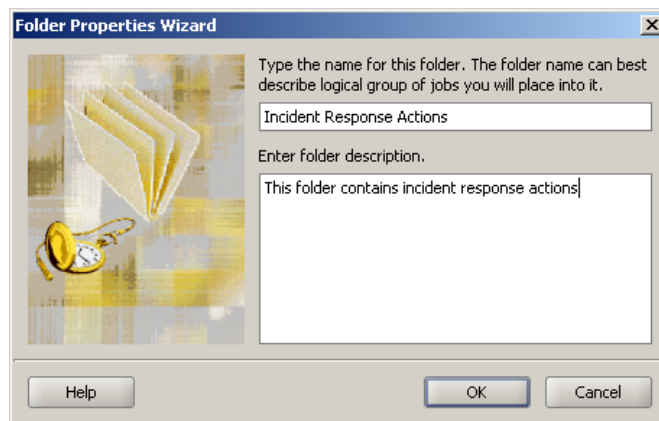 Folder Properties Wizard
Type the name for this folder. The folder name can best
describe logical group of jobs you will place into it.
Incident Response Actions
Enter folder description.
This folder contains incident response actions
Help
OK
Cancel